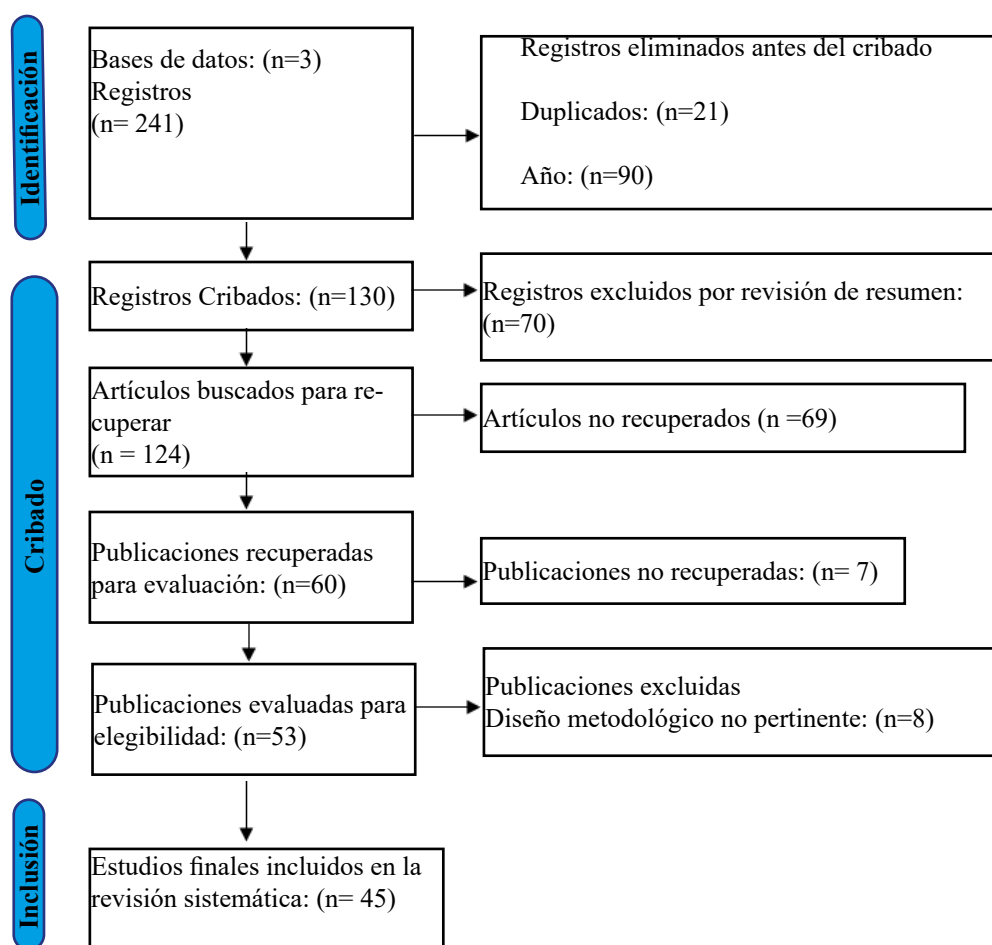 Identificación
Bases de datos: (n=3)
Registros
(n= 241)
Registros eliminados antes del cribado
Duplicados: (n=21)
Año: (n=90)
Cribado
Registros Cribados: (n=130)
Registros excluidos por revisión de resumen:
(n=70)
Artículos buscados para re-
cuperar
(n = 124)
Artículos no recuperados (n =69)
Publicaciones recuperadas
para evaluación: (n=60)
Publicaciones no recuperadas: (n= 7)
Publicaciones evaluadas para
elegibilidad: (n=53)
Publicaciones excluidas
Diseño metodológico no pertinente: (n=8)
Inclusión
Estudios finales incluidos en la
revisión sistemática: (n= 45)